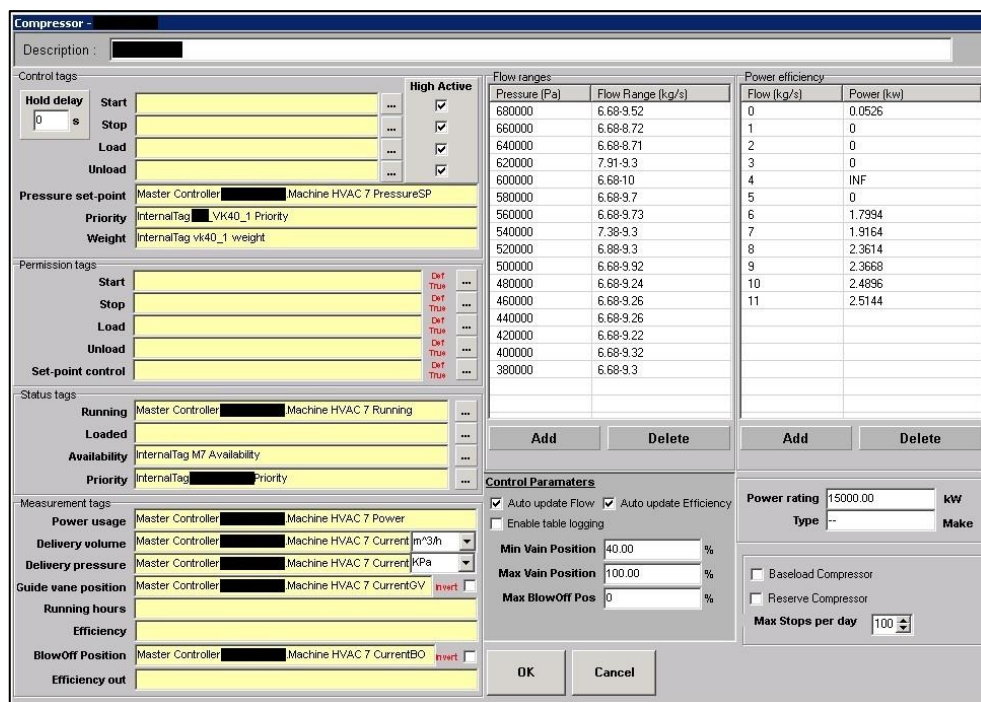 Compressor -
Description :
Control tags
High Active
Hold delay
0 s
Start ...
Stop ...
Load ...
Unload ...
Pressure set-point Master Controller .Machine HVAC 7 PressureSP
Priority InternalTag _VK40_1 Priority
Weight InternalTag vk40_1 weight
Permission tags
Start Def True ...
Stop Def True ...
Load Def True ...
Unload Def True ...
Set-point control Def True ...
Status tags
Running Master Controller .Machine HVAC 7 Running ...
Loaded ...
Availability InternalTag M7 Availability ...
Priority InternalTag Priority ...
Measurement tags
Power usage Master Controller .Machine HVAC 7 Power
Delivery volume Master Controller .Machine HVAC 7 Current m^3/h
Delivery pressure Master Controller .Machine HVAC 7 Current KPa
Guide vane position Master Controller .Machine HVAC 7 CurrentGV Invert
Running hours
Efficiency
BlowOff Position Master Controller .Machine HVAC 7 CurrentBO Invert
Efficiency out
Flow ranges
Pressure (Pa) Flow Range (kg/s)
680000 6.68-9.52
660000 6.68-8.72
640000 6.68-8.71
620000 7.91-9.3
600000 6.68-10
580000 6.68-9.7
560000 6.68-9.73
540000 7.38-9.3
520000 6.88-9.3
500000 6.68-9.92
480000 6.68-9.24
460000 6.68-9.26
440000 6.68-9.26
420000 6.68-9.22
400000 6.68-9.32
380000 6.68-9.3
Add Delete
Power efficiency
Flow (kg/s) Power (kw)
0 0.0526
1 0
2 0
3 0
4 INF
5 0
6 1.7994
7 1.9164
8 2.3614
9 2.3668
10 2.4896
11 2.5144
Add Delete
Control Paramaters
Auto update Flow Auto update Efficiency
Enable table logging
Min Vain Position 40.00 %
Max Vain Position 100.00 %
Max BlowOff Pos 0 %
Power rating 15000.00 kW
Type -- Make
Baseload Compressor
Reserve Compressor
Max Stops per day 100
OK Cancel